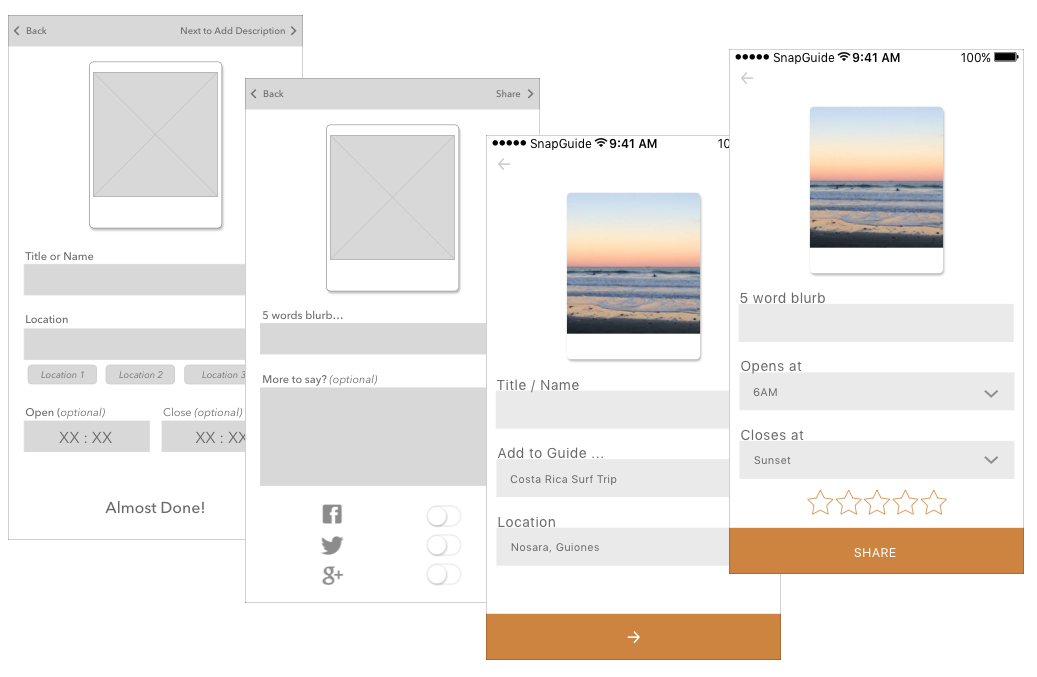 Back Next to Add Description
Title or Name
Location
Location 1 Location 2 Location 3
Open (optional) Close (optional)
XX : XX XX : XX
Almost Done!
Back Share
5 words blurb...
More to say? (optional)
g+
SnapGuide 9:41 AM 10
Title / Name
Add to Guide ...
Costa Rica Surf Trip
Location
Nosara, Guiones
SnapGuide 9:41 AM 100%
5 word blurb
Opens at
6AM
Closes at
Sunset
SHARE